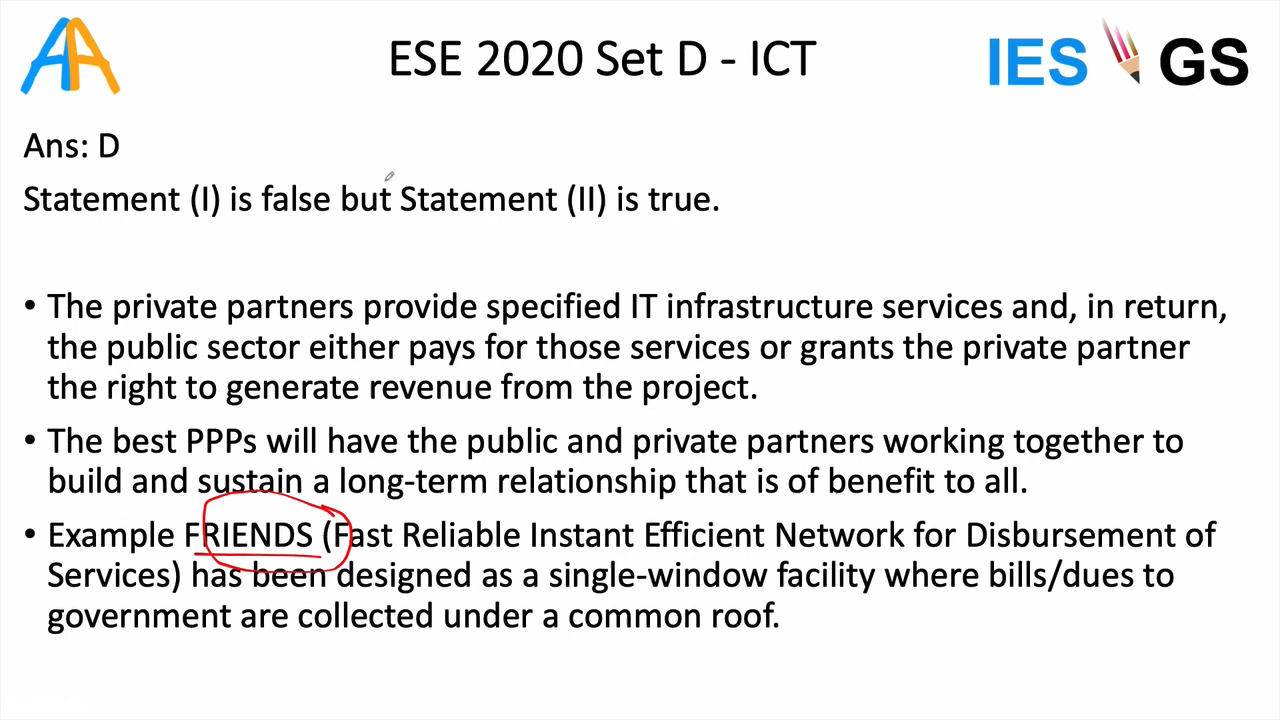 ESE 2020 Set D - ICT
IES GS
Ans: D
Statement (I) is false but Statement (II) is true.
• The private partners provide specified IT infrastructure services and, in return,
the public sector either pays for those services or grants the private partner
the right to generate revenue from the project.
• The best PPPs will have the public and private partners working together to
build and sustain a long-term relationship that is of benefit to all.
• Example FRIENDS (Fast Reliable Instant Efficient Network for Disbursement of
Services) has been designed as a single-window facility where bills/dues to
government are collected under a common roof.